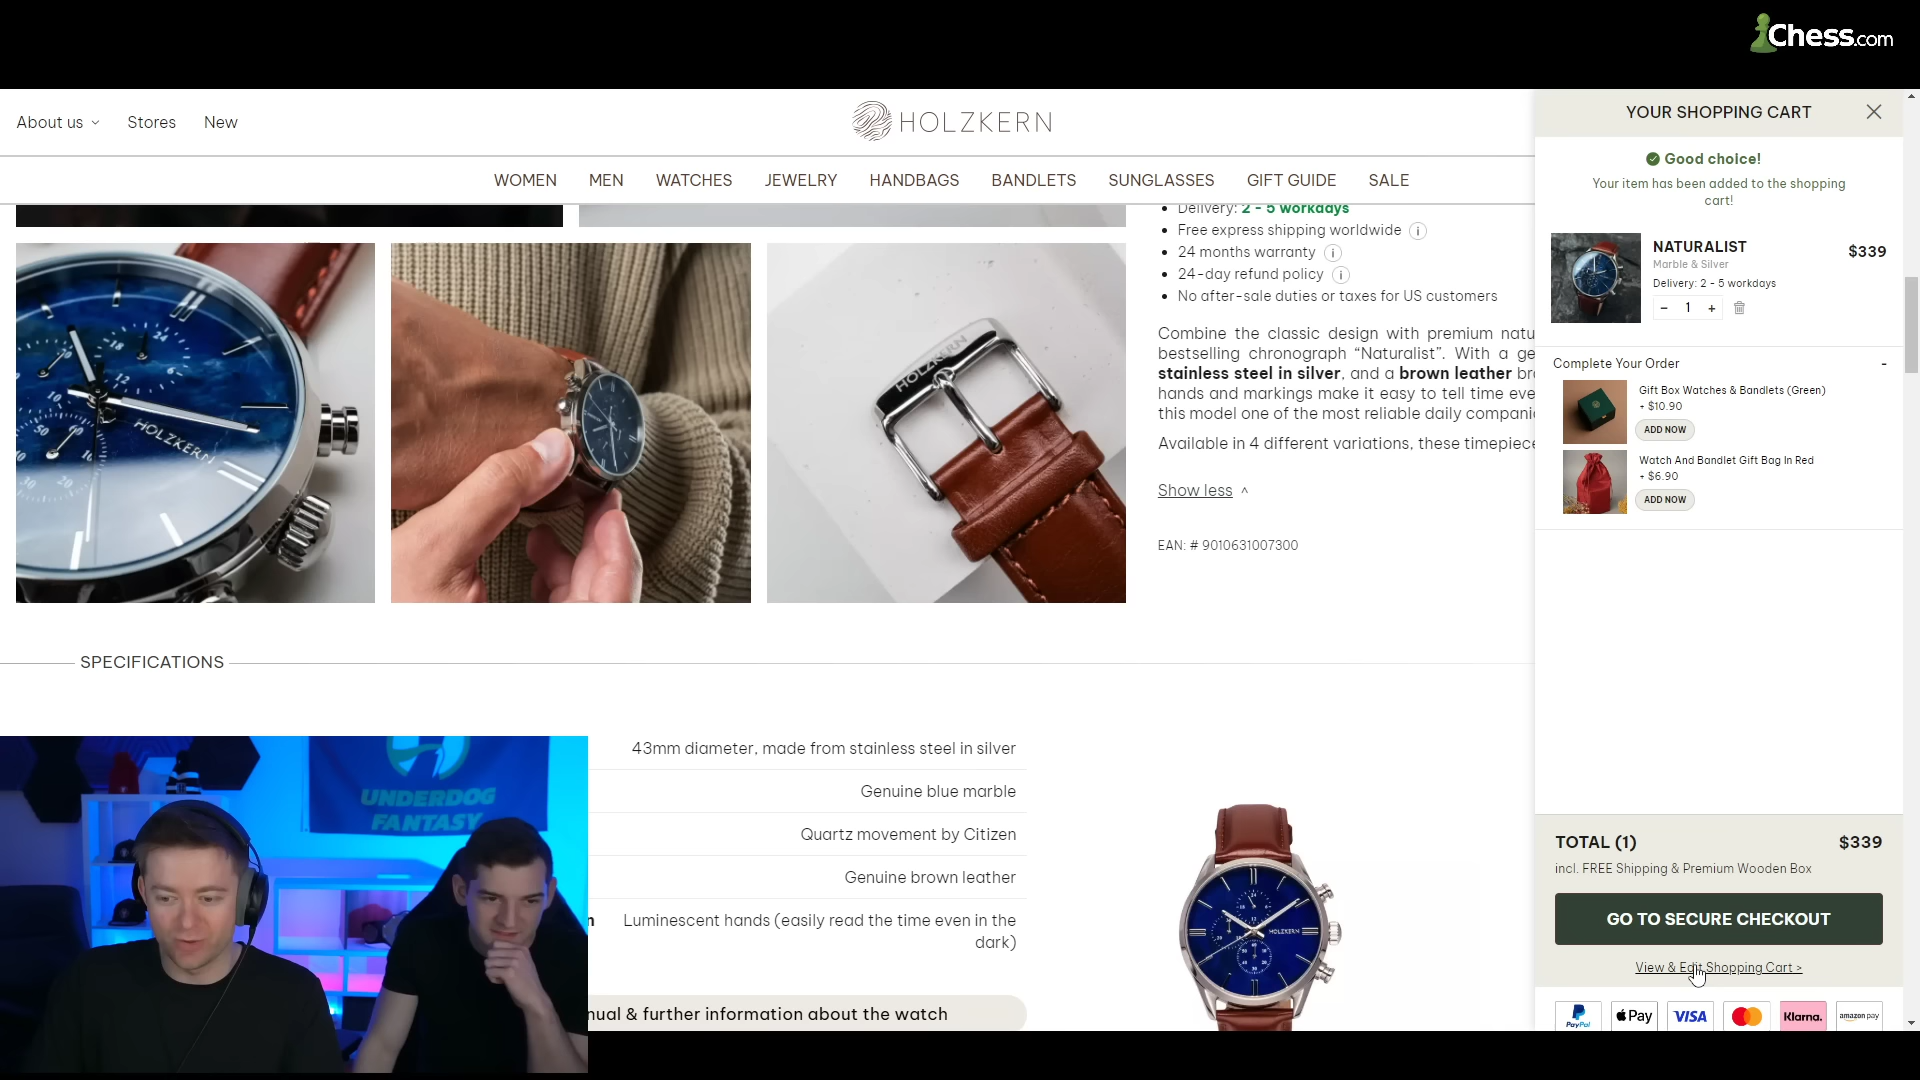 Chess.com
About us
Stores
New
HOLZKERN
WOMEN
MEN
WATCHES
JEWELRY
HANDBAGS
BANDLETS
SUNGLASSES
GIFT GUIDE
SALE
HOLZKERN
HOLZKERN
Delivery: 2 - 5 workdays
Free express shipping worldwide
24 months warranty
24-day refund policy
No after-sale duties or taxes for US customers
Combine the classic design with premium
bestselling chronograph “Naturalist”. With a
stainless steel in silver, and a brown leather
hands and markings make it easy to tell time
this model one of the most reliable daily
Available in 4 different variations, these
Show less ^
EAN: # 9010631007300
SPECIFICATIONS
43mm diameter, made from stainless steel in silver
Genuine blue marble
Quartz movement by Citizen
Genuine brown leather
Luminescent hands (easily read the time even in the
dark)
& further information about the watch
HOLZKERN
UNDERDOG
FANTASY
YOUR SHOPPING CART
Good choice!
Your item has been added to the shopping
cart!
NATURALIST
$339
Marble & Silver
Delivery: 2 - 5 workdays
- 1 +
Complete Your Order -
Gift Box Watches & Bandlets (Green)
+ $10.90
ADD NOW
Watch And Bandlet Gift Bag In Red
+ $6.90
ADD NOW
TOTAL (1)
$339
incl. FREE Shipping & Premium Wooden Box
GO TO SECURE CHECKOUT
View & Edit Shopping Cart >
PayPal
Pay
VISA
Klarna.
amazon pay